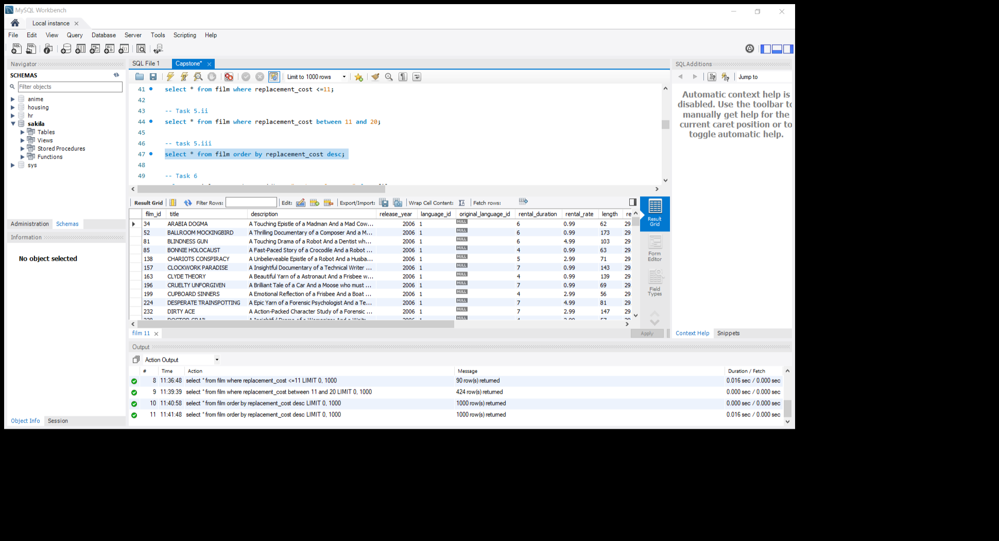 MySQL Workbench
Local instance
File Edit View Query Database Server Tools Scripting Help
Navigator
SCHEMAS
Filter objects
anime
housing
hr
sakila
Tables
Views
Stored Procedures
Functions
sys
Administration Schemas
Information
No object selected
Object Info Session
SQL File 1 Capstone*
Limit to 1000 rows
41 select * from film where replacement_cost <=11;
42
43 -- Task 5.ii
44 select * from film where replacement_cost between 11 and 20;
45
46 -- task 5.iii
47 select * from film order by replacement_cost desc;
48
49 -- Task 6
Result Grid Filter Rows: Edit: Export/Import: Wrap Cell Content: Fetch rows:
film_id title description release_year language_id original_language_id rental_duration rental_rate length re
34 ARABIA DOGMA A Touching Epistle of a Madman And a Mad Cow... 2006 1 NULL 6 0.99 62 29
52 BALLROOM MOCKINGBIRD A Thrilling Documentary of a Composer And a M... 2006 1 NULL 6 0.99 173 29
81 BLINDNESS GUN A Touching Drama of a Robot And a Dentist wh... 2006 1 NULL 6 4.99 103 29
85 BONNIE HOLOCAUST A Fast-Paced Story of a Crocodile And a Robot ... 2006 1 NULL 4 0.99 63 29
138 CHARIOTS CONSPIRACY A Unbelieveable Epistle of a Robot And a Husba... 2006 1 NULL 5 2.99 71 29
157 CLOCKWORK PARADISE A Insightful Documentary of a Technical Writer ... 2006 1 NULL 7 0.99 143 29
163 CLYDE THEORY A Beautiful Yarn of a Astronaut And a Frisbee w... 2006 1 NULL 4 0.99 139 29
196 CRUELTY UNFORGIVEN A Brilliant Tale of a Car And a Moose who must ... 2006 1 NULL 7 0.99 69 29
199 CUPBOARD SINNERS A Emotional Reflection of a Frisbee And a Boat ... 2006 1 NULL 4 2.99 56 29
224 DESPERATE TRAINSPOTTING A Epic Yarn of a Forensic Psychologist And a Te... 2006 1 NULL 7 4.99 81 29
232 DIRTY ACE A Action-Packed Character Study of a Forensic ... 2006 1 NULL 7 2.99 147 29
Result Grid
Form Editor
Field Types
film 11
Apply
SQLAdditions
Jump to
Automatic context help is
disabled. Use the toolbar to
manually get help for the
current caret position or to
toggle automatic help.
Context Help Snippets
Output
Action Output
# Time Action Message Duration / Fetch
8 11:36:48 select * from film where replacement_cost <=11 LIMIT 0, 1000 90 row(s) returned 0.016 sec / 0.000 sec
9 11:39:39 select * from film where replacement_cost between 11 and 20 LIMIT 0, 1000 424 row(s) returned 0.000 sec / 0.000 sec
10 11:40:58 select * from film order by replacement_cost desc LIMIT 0, 1000 1000 row(s) returned 0.000 sec / 0.000 sec
11 11:41:48 select * from film order by replacement_cost desc LIMIT 0, 1000 1000 row(s) returned 0.016 sec / 0.000 sec